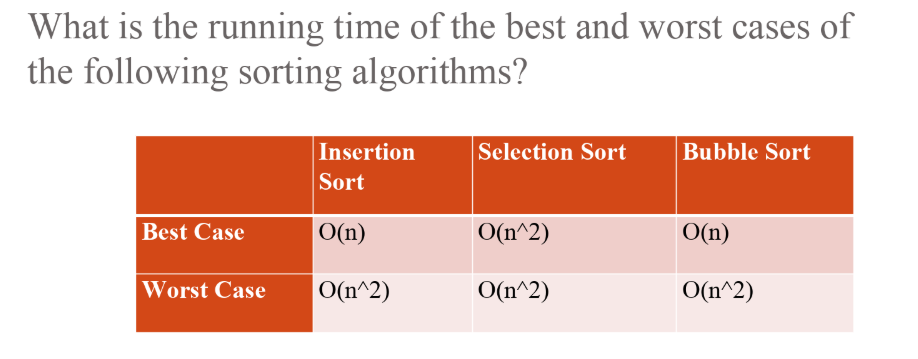 What is the running time of the best and worst cases of
the following sorting algorithms?
Insertion Sort Selection Sort Bubble Sort
Best Case O(n) O(n^2) O(n)
Worst Case O(n^2) O(n^2) O(n^2)